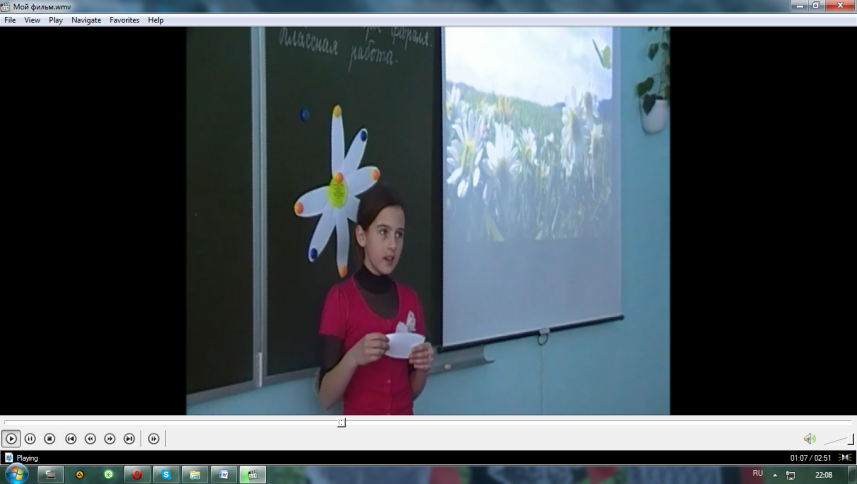 Мой фильм.wmv
File View Play Navigate Favorites Help
февраля.
Классная работа.
Playing
01:07 / 02:51
RU
22:08